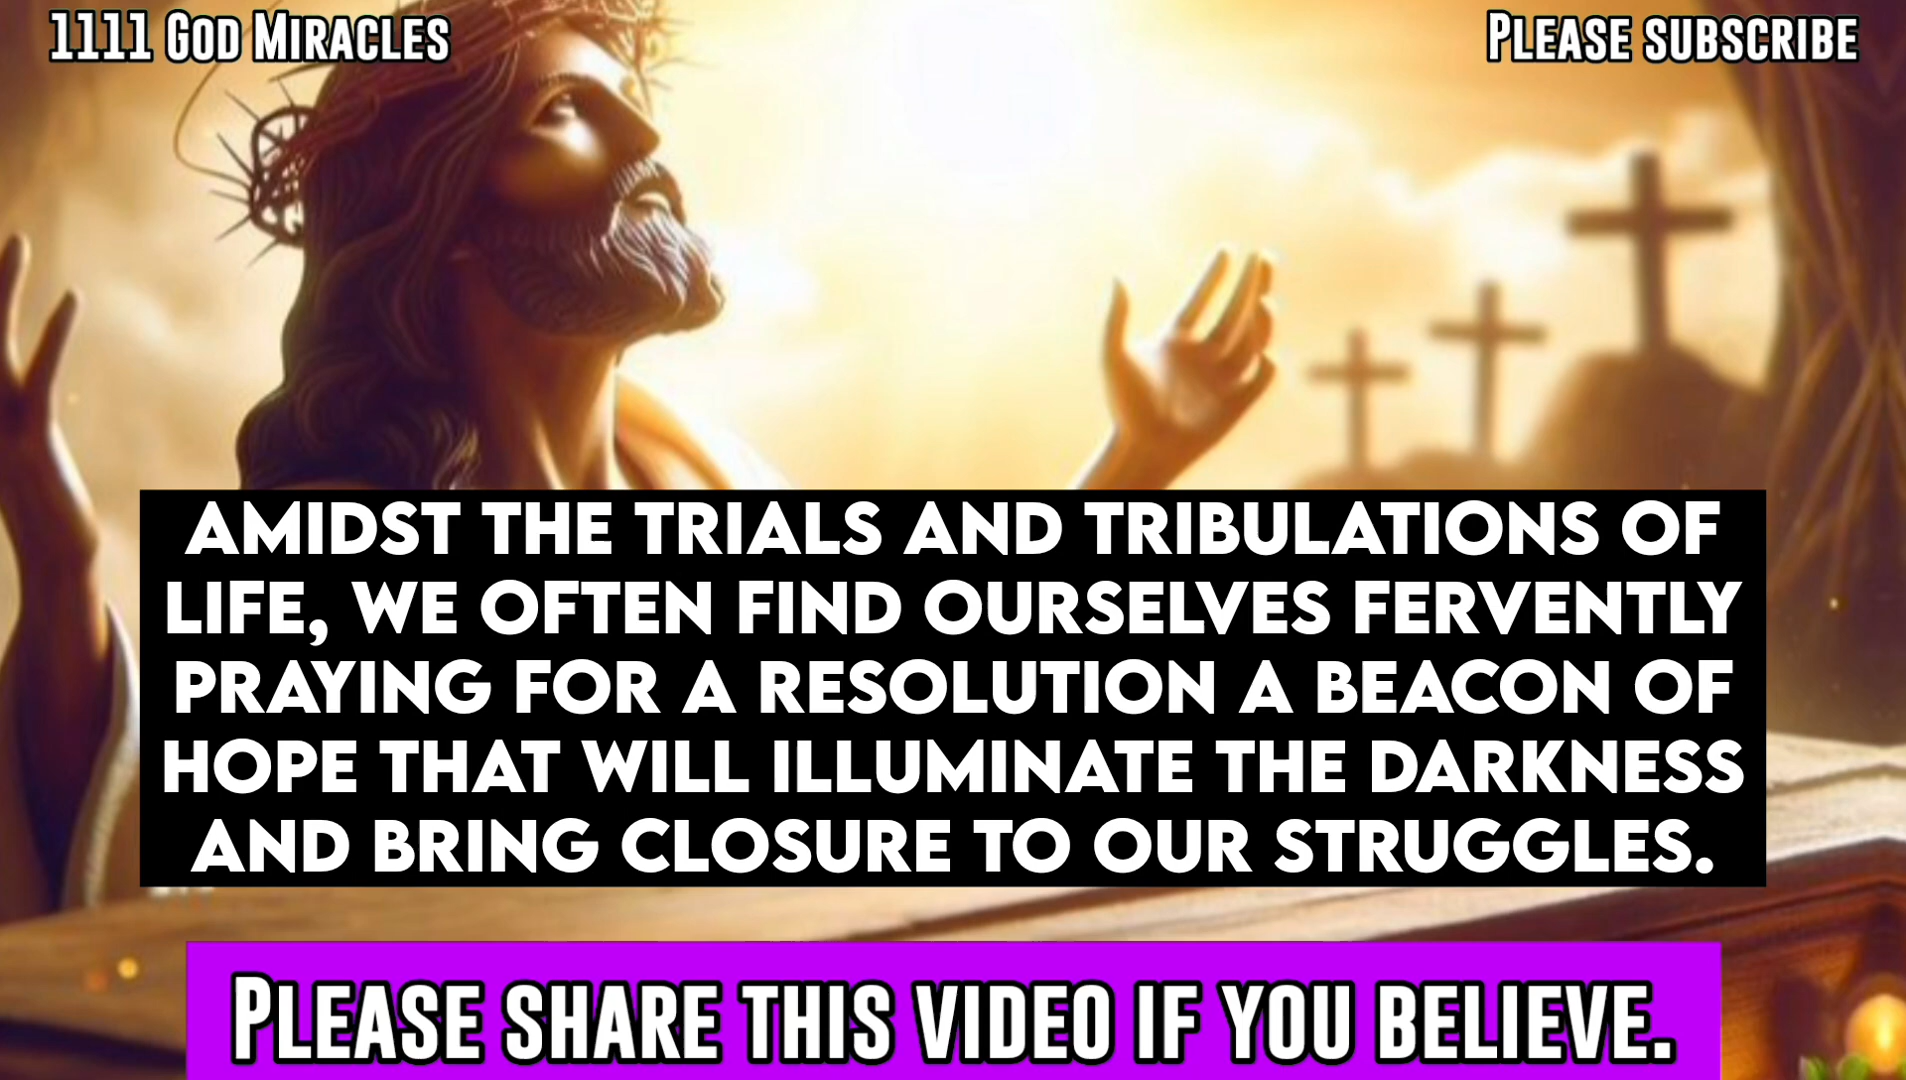 1111 God Miracles
Please subscribe
AMIDST THE TRIALS AND TRIBULATIONS OF
LIFE, WE OFTEN FIND OURSELVES FERVENTLY
PRAYING FOR A RESOLUTION A BEACON OF
HOPE THAT WILL ILLUMINATE THE DARKNESS
AND BRING CLOSURE TO OUR STRUGGLES.
Please share this video if you believe.